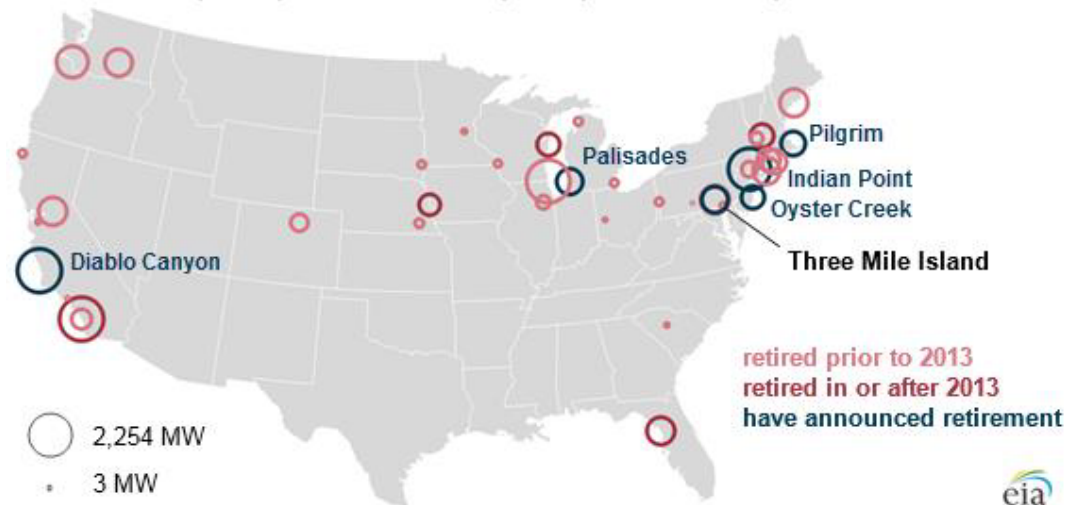 Pilgrim
Palisades
Indian Point
Oyster Creek
Three Mile Island
Diablo Canyon
retired prior to 2013
retired in or after 2013
have announced retirement
2,254 MW
3 MW
eia